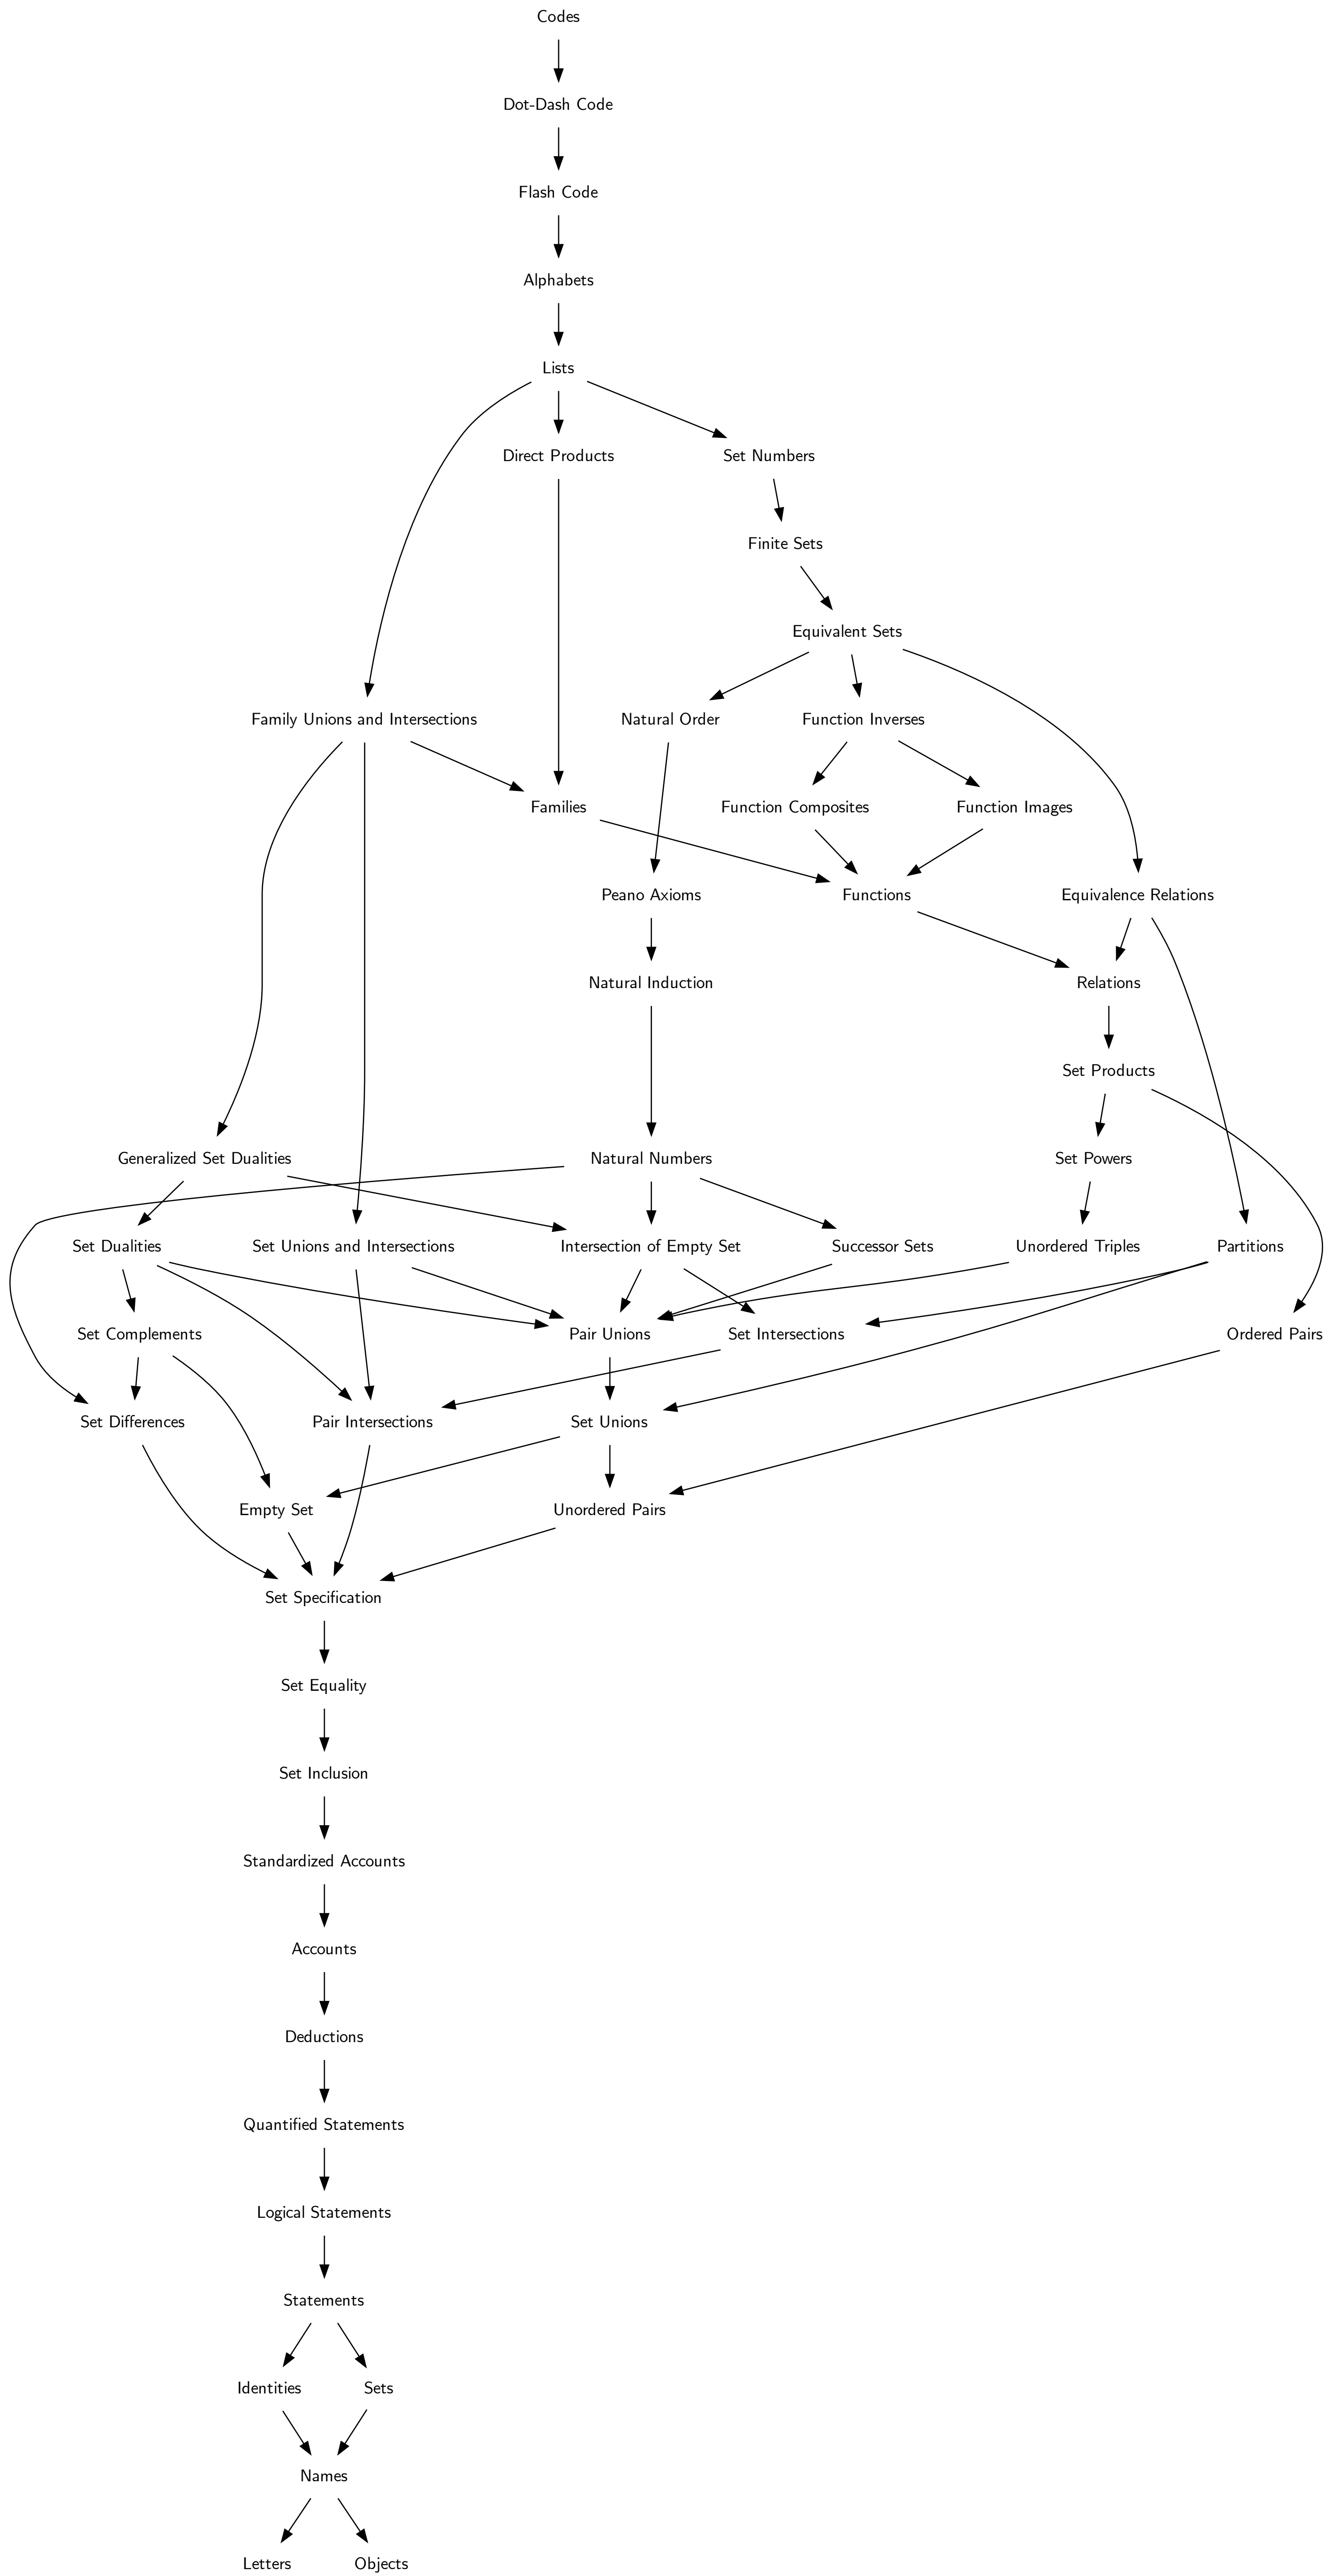 Codes
Dot-Dash Code
Flash Code
Alphabets
Lists
Direct Products
Set Numbers
Finite Sets
Equivalent Sets
Family Unions and Intersections
Natural Order
Function Inverses
Families
Function Composites
Function Images
Peano Axioms
Functions
Equivalence Relations
Natural Induction
Relations
Set Products
Generalized Set Dualities
Natural Numbers
Set Powers
Set Dualities
Set Unions and Intersections
Intersection of Empty Set
Successor Sets
Unordered Triples
Partitions
Set Complements
Pair Unions
Set Intersections
Ordered Pairs
Set Differences
Pair Intersections
Set Unions
Empty Set
Unordered Pairs
Set Specification
Set Equality
Set Inclusion
Standardized Accounts
Accounts
Deductions
Quantified Statements
Logical Statements
Statements
Identities
Sets
Names
Letters
Objects